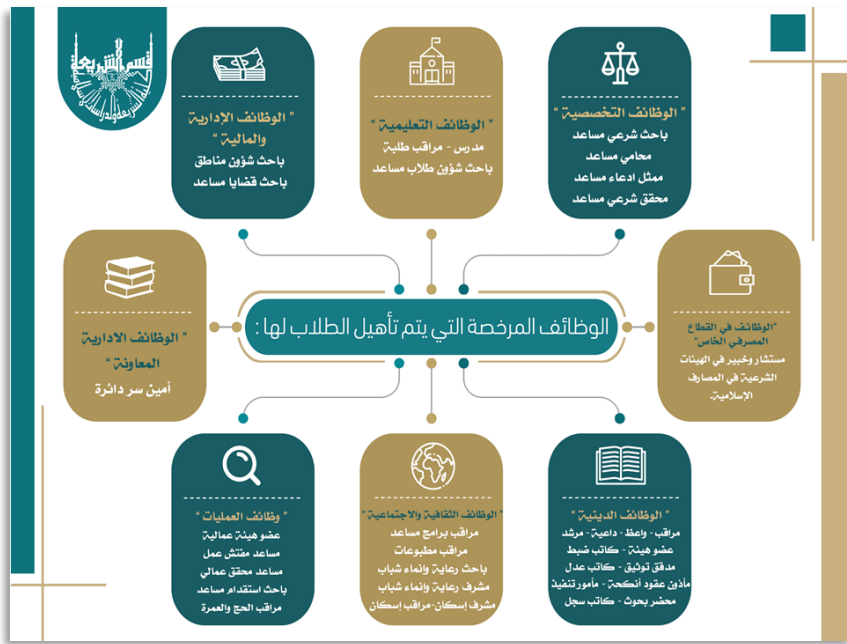 قسم الشريعة
" الوظائف التخصصية "
باحث شرعي مساعد
محامي مساعد
ممثل ادعاء مساعد
محقق شرعي مساعد
" الوظائف التعليمية "
مدرس - مراقب طلبة
باحث شؤون طلاب مساعد
" الوظائف الادارية
والمالية "
باحث شؤون مناطق
باحث قضايا مساعد
"الوظائف في القطاع
المصرفي الخاص"
مستشار وخبير في الهيئات
الشرعية في المصارف
الإسلامية.
الوظائف المرخصة التي يتم تأهيل الطلاب لها :
" الوظائف الادارية
المعاونة "
أمين سر دائرة
" الوظائف الدينية "
مراقب - واعظ - داعية - مرشد
عضو هيئة - كاتب ضبط
مدقق توثيق - كاتب عدل
مأذون عقود أنكحة - مأمور تنفيذ
محضر بحوث - كاتب سجل
" الوظائف الثقافية والاجتماعية "
مراقب برامج مساعد
مراقب مطبوعات
باحث رعاية وانماء شباب
مشرف رعاية وانماء شباب
مشرف إسكان-مراقب إسكان
" وظائف العمليات "
عضو هيئة عمالية
مساعد مفتش عمل
مساعد محقق عمالي
باحث استقدام مساعد
مراقب الحج والعمرة